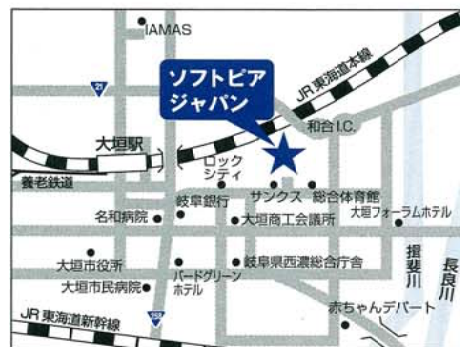 IAMAS
21
ソフトピア
ジャパン
JR東海道本線
和合I.C.
大垣駅
養老鉄道
ロック
シティ
サンクス
総合体育館
岐阜銀行
名和病院
大垣商工会議所
大垣フォーラムホテル
揖斐川
長良川
大垣市役所
バードグリーン
ホテル
岐阜県西濃総合庁舎
大垣市民病院
258
赤ちゃんデパート
JR東海道新幹線